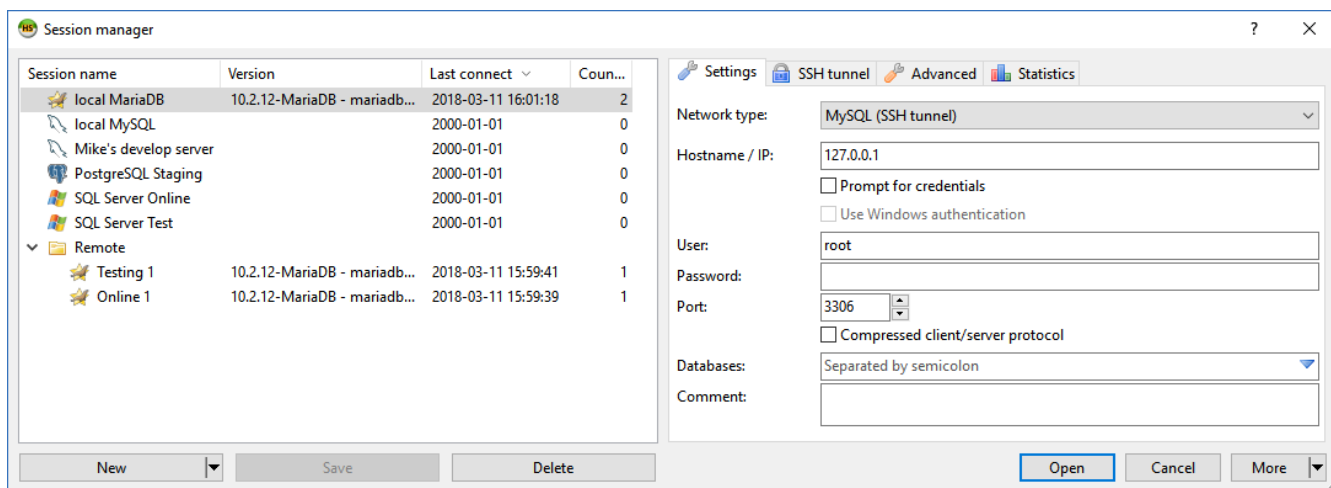 HS Session manager ?
Session name Version Last connect Coun...
local MariaDB 10.2.12-MariaDB - mariadb... 2018-03-11 16:01:18 2
local MySQL 2000-01-01 0
Mike's develop server 2000-01-01 0
PostgreSQL Staging 2000-01-01 0
SQL Server Online 2000-01-01 0
SQL Server Test 2000-01-01 0
Remote
Testing 1 10.2.12-MariaDB - mariadb... 2018-03-11 15:59:41 1
Online 1 10.2.12-MariaDB - mariadb... 2018-03-11 15:59:39 1
New Save Delete
Settings SSH tunnel Advanced Statistics
Network type: MySQL (SSH tunnel)
Hostname / IP: 127.0.0.1
Prompt for credentials
Use Windows authentication
User: root
Password:
Port: 3306
Compressed client/server protocol
Databases: Separated by semicolon
Comment:
Open Cancel More